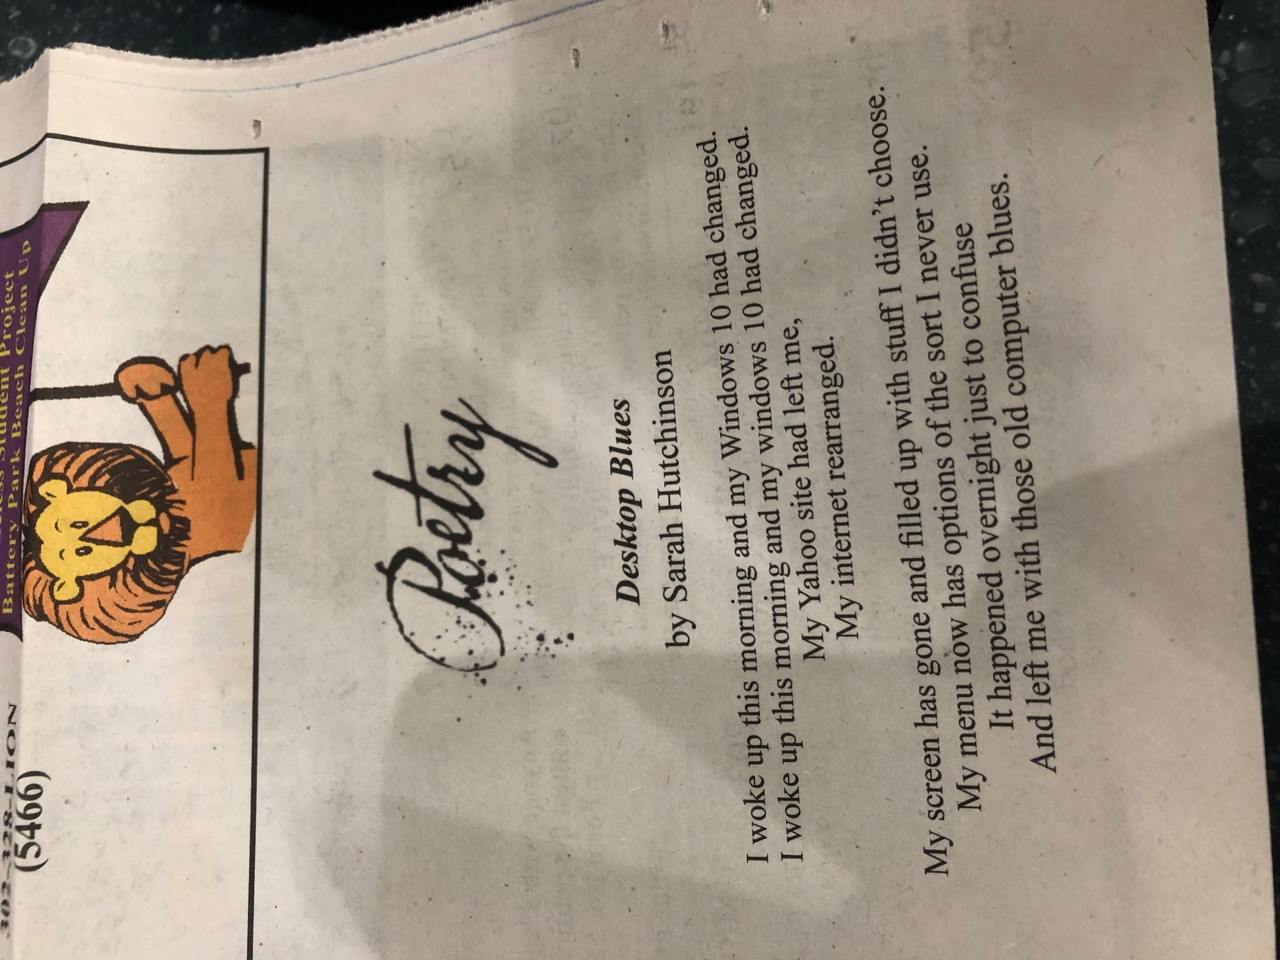 Student Project
Battery Park Beach Clean Up
302-328-LION
(5466)
Poetry
Desktop Blues
by Sarah Hutchinson
I woke up this morning and my Windows 10 had changed.
I woke up this morning and my windows 10 had changed.
My Yahoo site had left me,
My internet rearranged.
My screen has gone and filled up with stuff I didn't choose.
My menu now has options of the sort I never use.
It happened overnight just to confuse
And left me with those old computer blues.